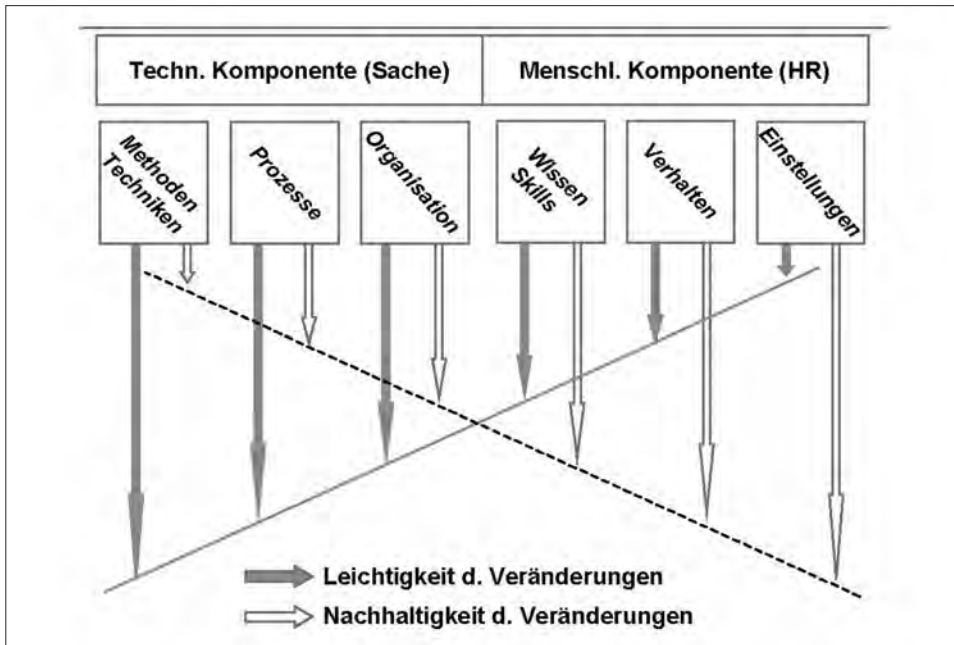 Techn. Komponente (Sache)
Menschl. Komponente (HR)
Methoden
Techniken
Prozesse
Organisation
Wissen
Skills
Verhalten
Einstellungen
Leichtigkeit d. Veränderungen
Nachhaltigkeit d. Veränderungen